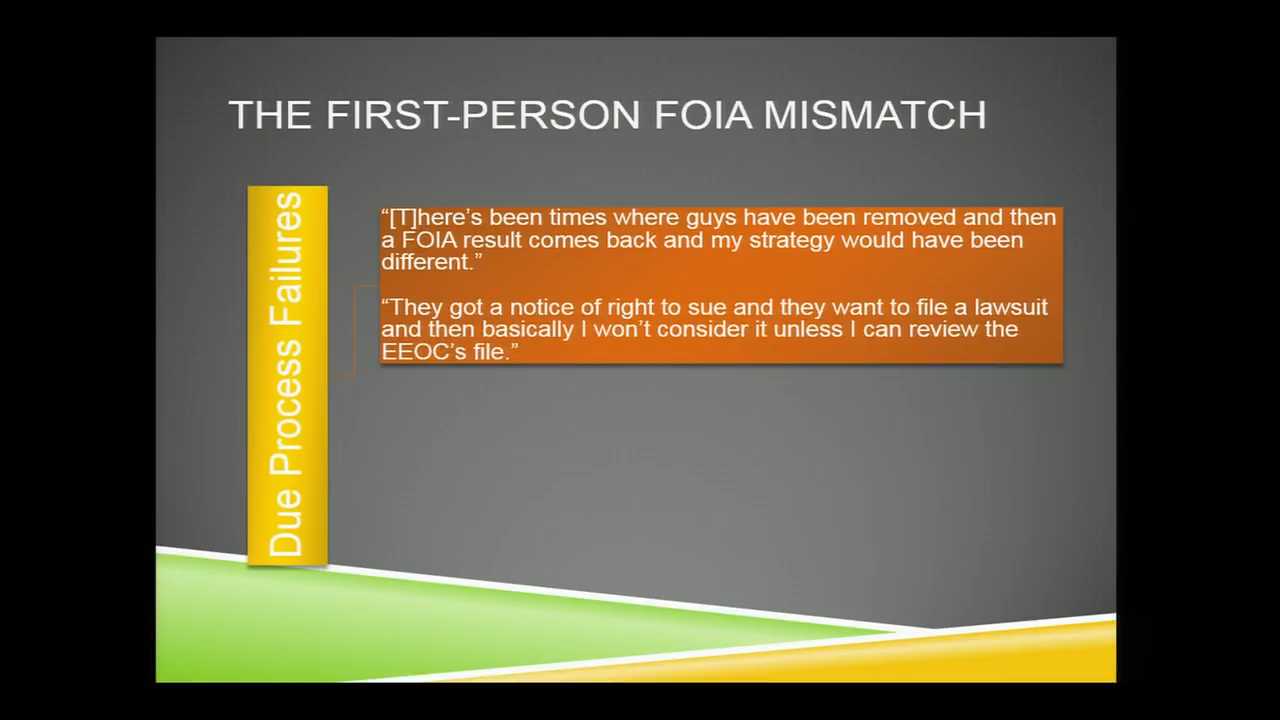 THE FIRST-PERSON FOIA MISMATCH
Due Process Failures
“[T]here’s been times where guys have been removed and then
a FOIA result comes back and my strategy would have been
different.”
“They got a notice of right to sue and they want to file a lawsuit
and then basically I won’t consider it unless I can review the
EEOC’s file.”